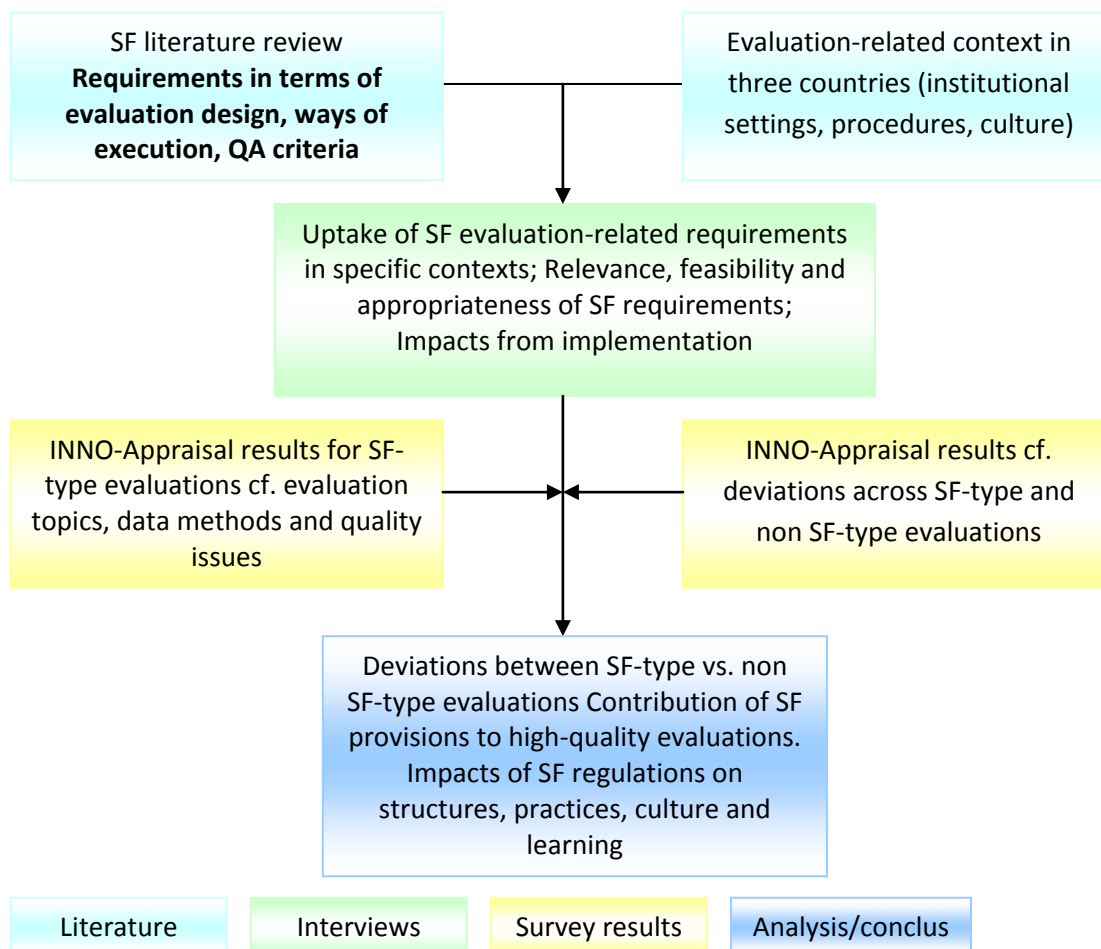 SF literature review
Requirements in terms of
evaluation design, ways of
execution, QA criteria
Evaluation-related context in
three countries (institutional
settings, procedures, culture)
Uptake of SF evaluation-related requirements
in specific contexts; Relevance, feasibility and
appropriateness of SF requirements;
Impacts from implementation
INNO-Appraisal results for SF-
type evaluations cf. evaluation
topics, data methods and quality
issues
INNO-Appraisal results cf.
deviations across SF-type and
non SF-type evaluations
Deviations between SF-type vs. non
SF-type evaluations Contribution of SF
provisions to high-quality evaluations.
Impacts of SF regulations on
structures, practices, culture and
learning
Literature
Interviews
Survey results
Analysis/conclus